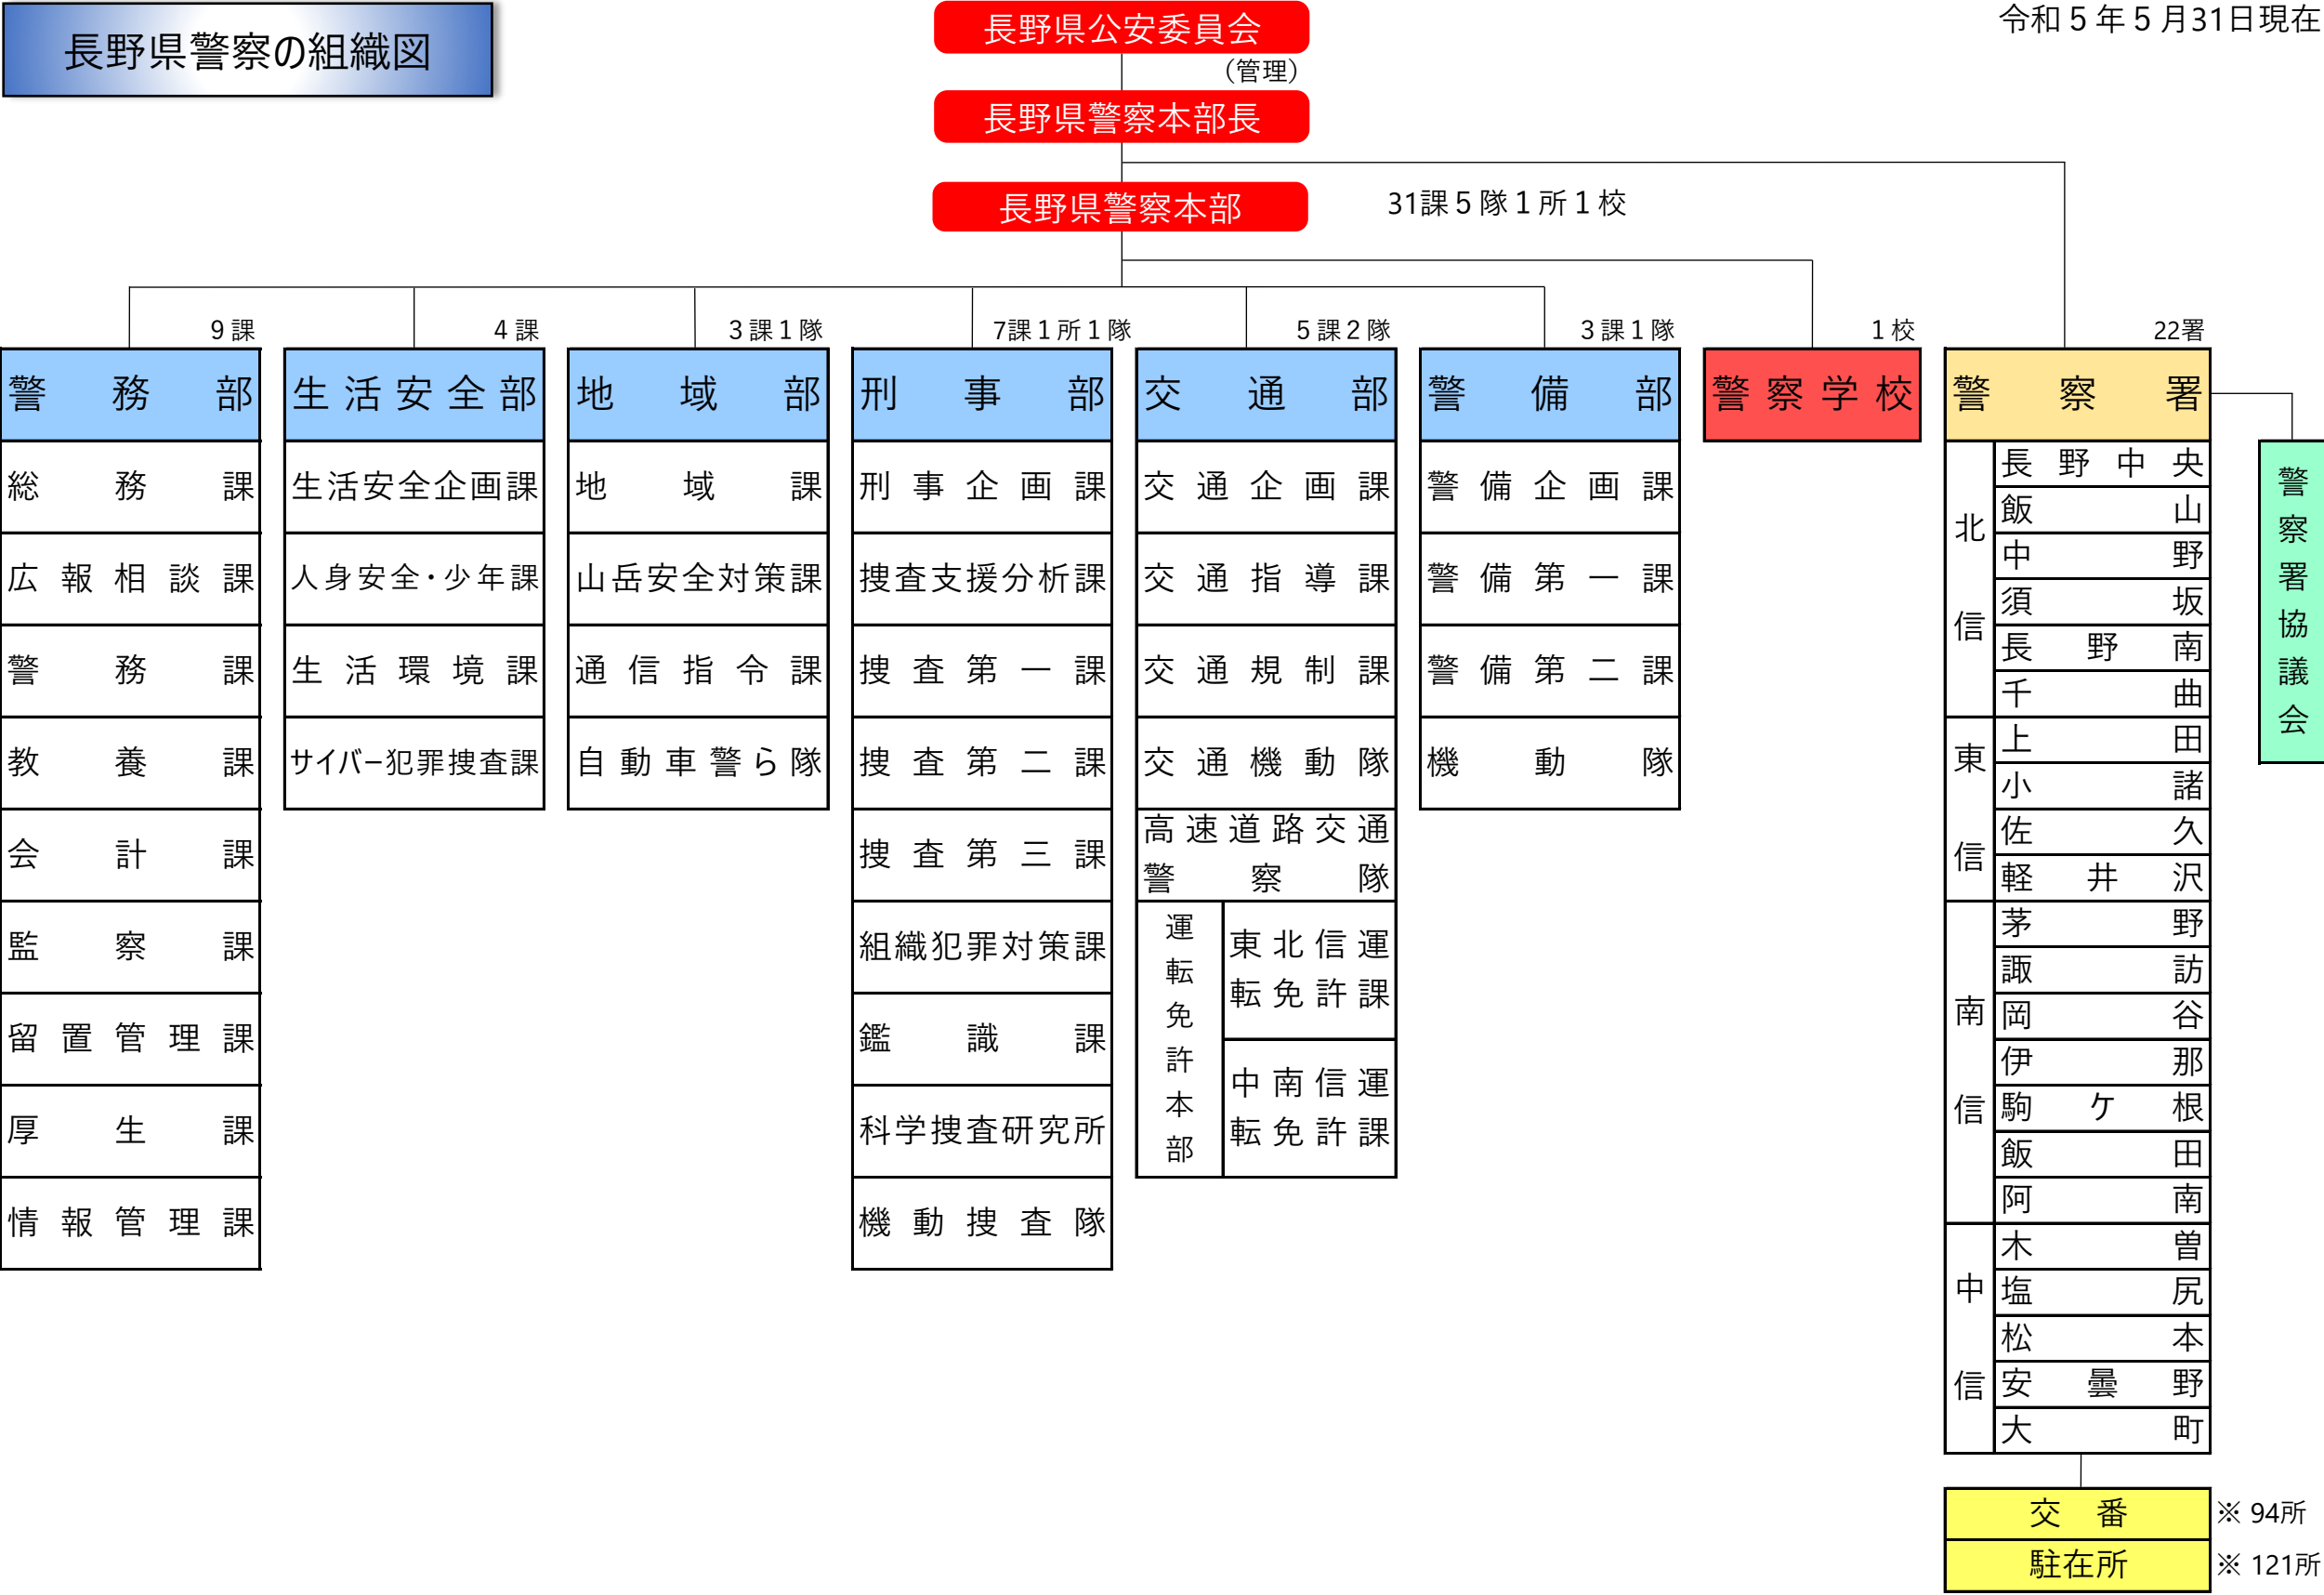 長野県警察の組織図
令和５年５月31日現在
長野県公安委員会
（管理）
長野県警察本部長
長野県警察本部
31課５隊１所１校
９課
警務部
総務課
広報相談課
警務課
教養課
会計課
監察課
留置管理課
厚生課
情報管理課
４課
生活安全部
生活安全企画課
人身安全・少年課
生活環境課
サイバー犯罪捜査課
３課１隊
地域部
地域課
山岳安全対策課
通信指令課
自動車警ら隊
7課１所１隊
刑事部
刑事企画課
捜査支援分析課
捜査第一課
捜査第二課
捜査第三課
組織犯罪対策課
鑑識課
科学捜査研究所
機動捜査隊
５課２隊
交通部
交通企画課
交通指導課
交通規制課
交通機動隊
高速道路交通
警察隊
運転免許本部
東北信運
転免許課
中南信運
転免許課
３課１隊
警備部
警備企画課
警備第一課
警備第二課
機動隊
１校
警察学校
22署
警察署
北信
長野中央
飯山
中野
須坂
長野南
千曲
東信
上田
小諸
佐久
軽井沢
南信
茅野
諏訪
岡谷
伊那
駒ケ根
飯田
阿南
中信
木曽
塩尻
松本
安曇野
大町
警察署協議会
交　番
※ 94所
駐在所
※ 121所